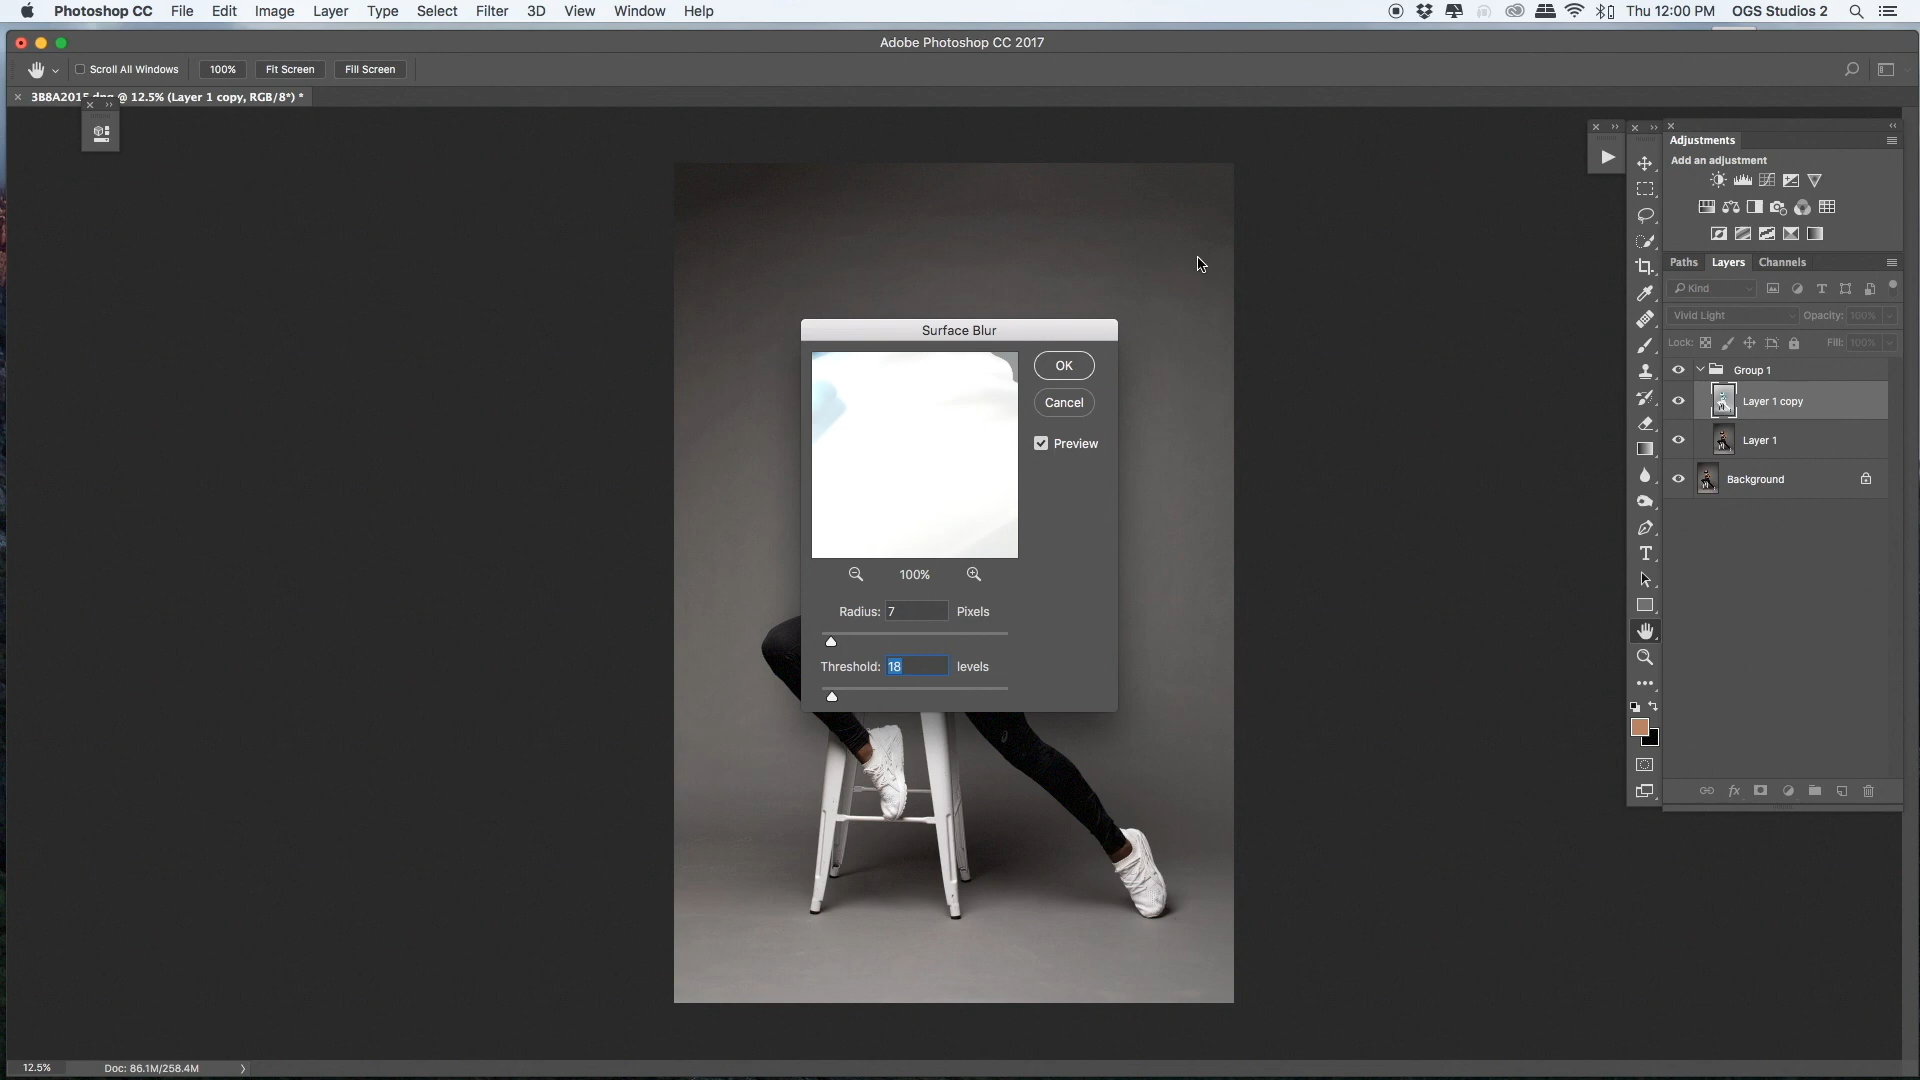 Photoshop CC File Edit Image Layer Type Select Filter 3D View Window Help Thu 12:00 PM OGS Studios 2
Adobe Photoshop CC 2017
Scroll All Windows 100% Fit Screen Fill Screen
3B8A2015.dng @ 12.5% (Layer 1 copy, RGB/8*) *
Adjustments
Add an adjustment
Paths Layers Channels
Kind
Vivid Light Opacity: 100%
Lock: Fill: 100%
Group 1
Layer 1 copy
Layer 1
Background
Surface Blur
OK
Cancel
Preview
100%
Radius: 7 Pixels
Threshold: 18 levels
12.5% Doc: 86.1M/258.4M